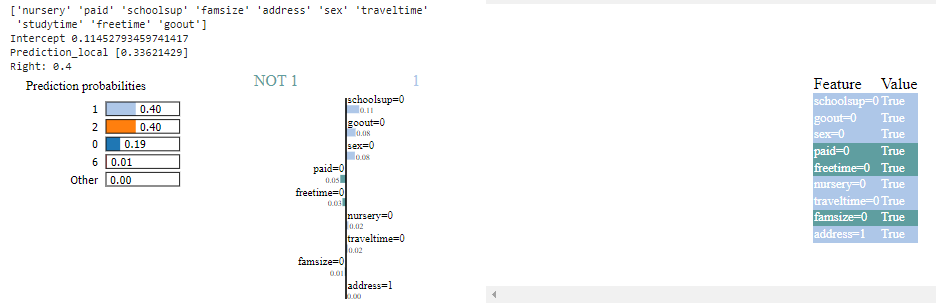 ['nursery' 'paid' 'schoolsup' 'famsize' 'address' 'sex' 'traveltime'
'studytime' 'freetime' 'goout']
Intercept 0.11452793459741417
Prediction_local [0.33621429]
Right: 0.4
Prediction probabilities
1 0.40
2 0.40
0 0.19
6 0.01
Other 0.00
NOT 1 1
schoolsup=0
0.11
goout=0
0.08
sex=0
0.08
paid=0
0.05
freetime=0
0.03
nursery=0
0.02
traveltime=0
0.02
famsize=0
0.01
address=1
0.00
Feature Value
schoolsup=0 True
goout=0 True
sex=0 True
paid=0 True
freetime=0 True
nursery=0 True
traveltime=0 True
famsize=0 True
address=1 True